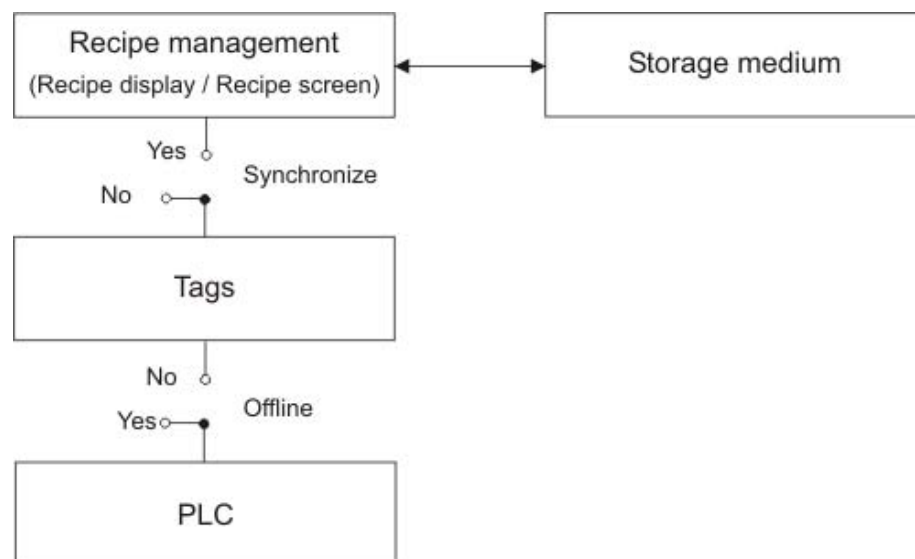 Recipe management
(Recipe display / Recipe screen)
Storage medium
Yes
Synchronize
No
Tags
No
Offline
Yes
PLC